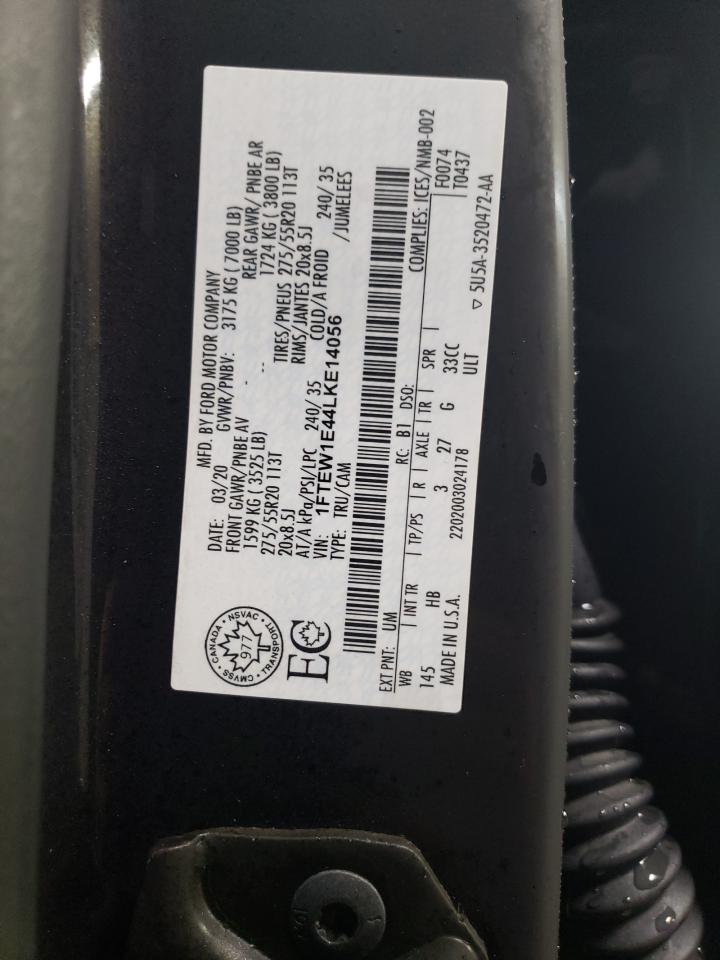 MFD. BY FORD MOTOR COMPANY
DATE: 03/20 GVWR/PNBV: 3175 KG ( 7000 LB)
FRONT GAWR/PNBE AV REAR GAWR/ PNBE AR
1599 KG ( 3525 LB) - -- 1724 KG ( 3800 LB)
275/55R20 113T TIRES/PNEUS 275/55R20 113T
20x8.5J RIMS/JANTES 20x8.5J
AT/A kPa/PSI/LPC 240/ 35 COLD/A FROID 240/ 35
VIN: 1FTEW1E44LKE14056 /JUMELEES
TYPE: TRU/CAM
CANADA • NSVAC • TRANSPORT • CMVSS •
977
EC
COMPLIES: ICES/NMB-002
EXT PNT: UM RC: B1 DSO: F0074
WB INT TR TP/PS R AXLE TR SPR T0437
145 HB 3 27 G 33CC
MADE IN U.S.A. 2202003024178 ULT
▽ 5U5A-3520472-AA